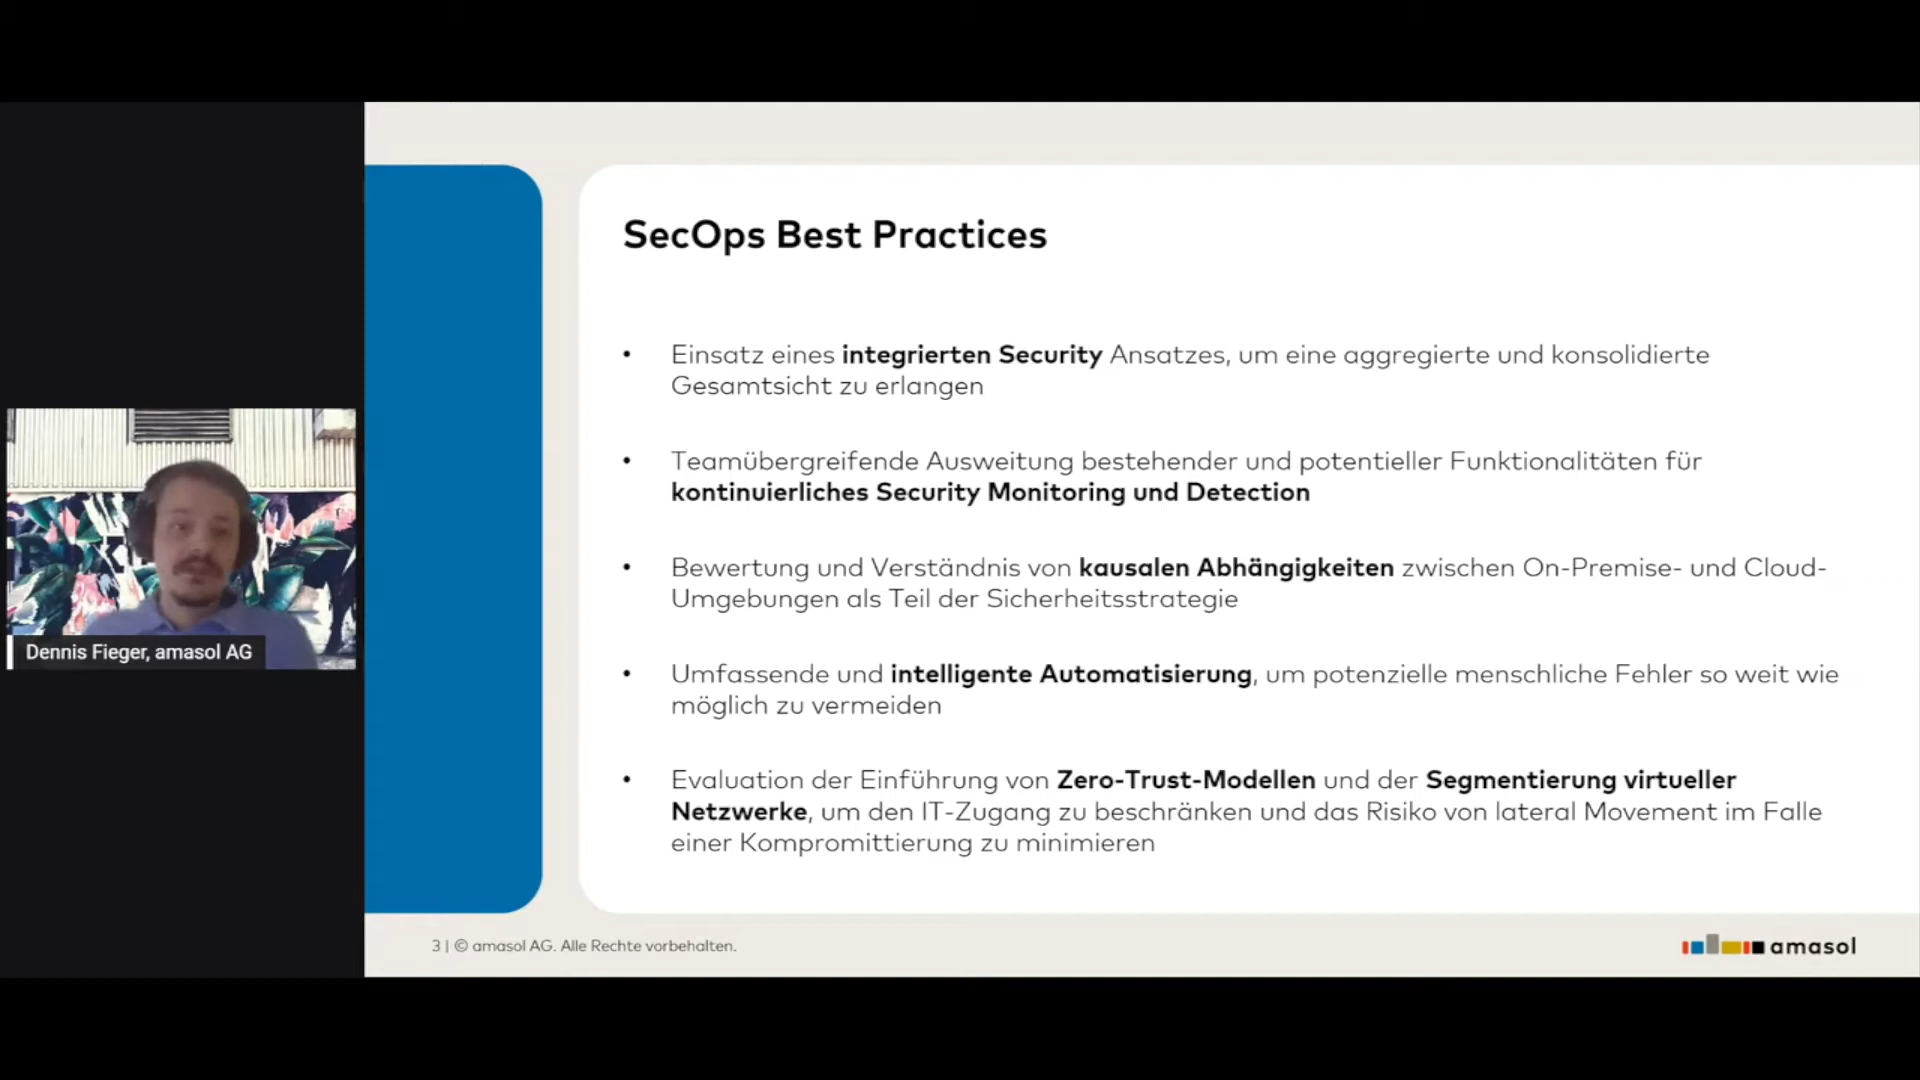 SecOps Best Practices
• Einsatz eines integrierten Security Ansatzes, um eine aggregierte und konsolidierte
Gesamtsicht zu erlangen
• Teamübergreifende Ausweitung bestehender und potentieller Funktionalitäten für
kontinuierliches Security Monitoring und Detection
• Bewertung und Verständnis von kausalen Abhängigkeiten zwischen On-Premise- und Cloud-
Umgebungen als Teil der Sicherheitsstrategie
• Umfassende und intelligente Automatisierung, um potenzielle menschliche Fehler so weit wie
möglich zu vermeiden
• Evaluation der Einführung von Zero-Trust-Modellen und der Segmentierung virtueller
Netzwerke, um den IT-Zugang zu beschränken und das Risiko von lateral Movement im Falle
einer Kompromittierung zu minimieren
Dennis Fieger, amasol AG
3 | © amasol AG. Alle Rechte vorbehalten.
amasol